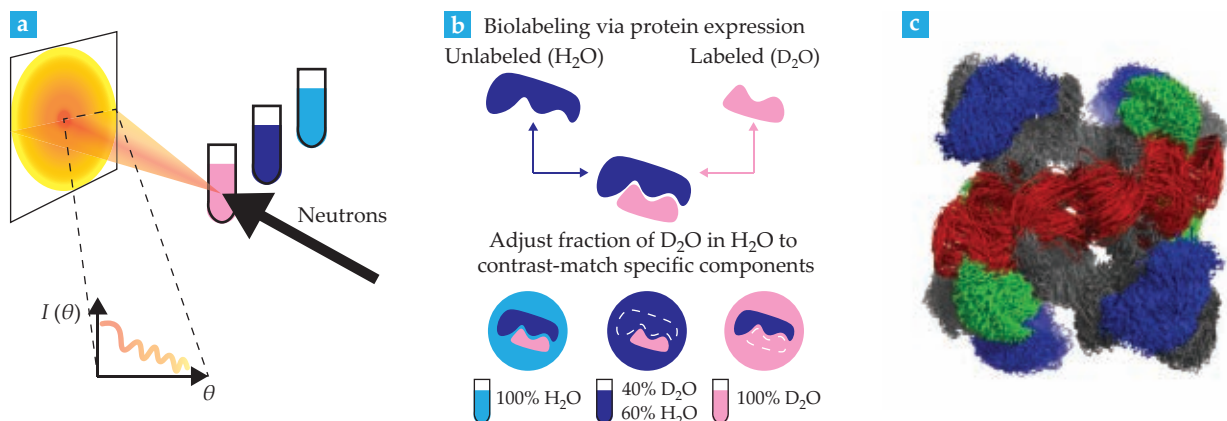 a
Neutrons
I (θ)
θ
b
Biolabeling via protein expression
Unlabeled (H₂O)
Labeled (D₂O)
Adjust fraction of D₂O in H₂O to
contrast-match specific components
100% H₂O
40% D₂O
60% H₂O
100% D₂O
c